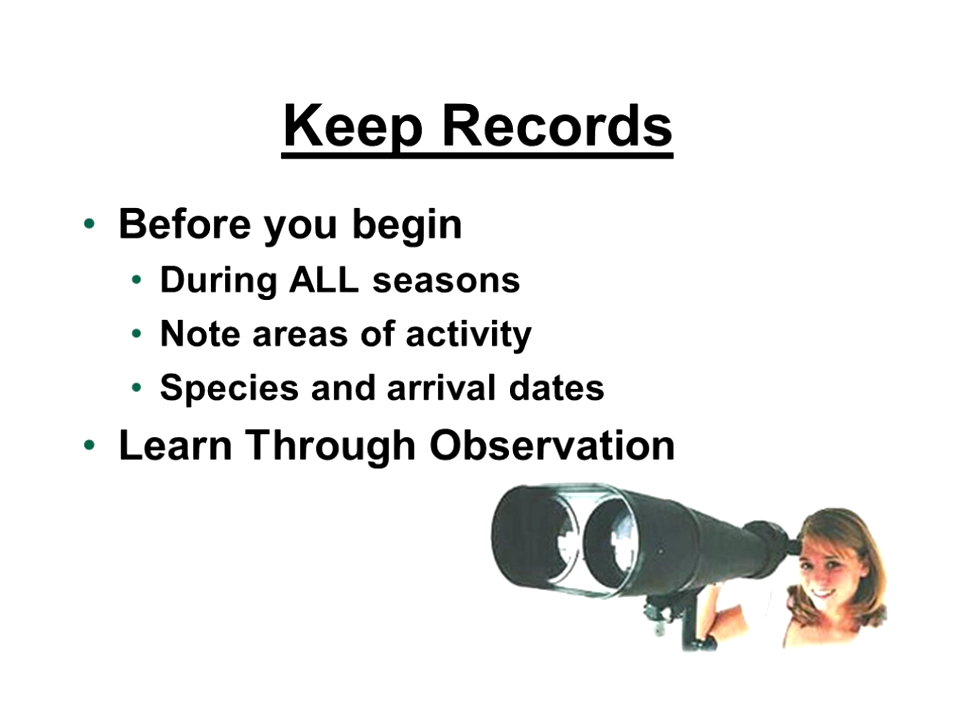 Keep Records
• Before you begin
• During ALL seasons
• Note areas of activity
• Species and arrival dates
• Learn Through Observation